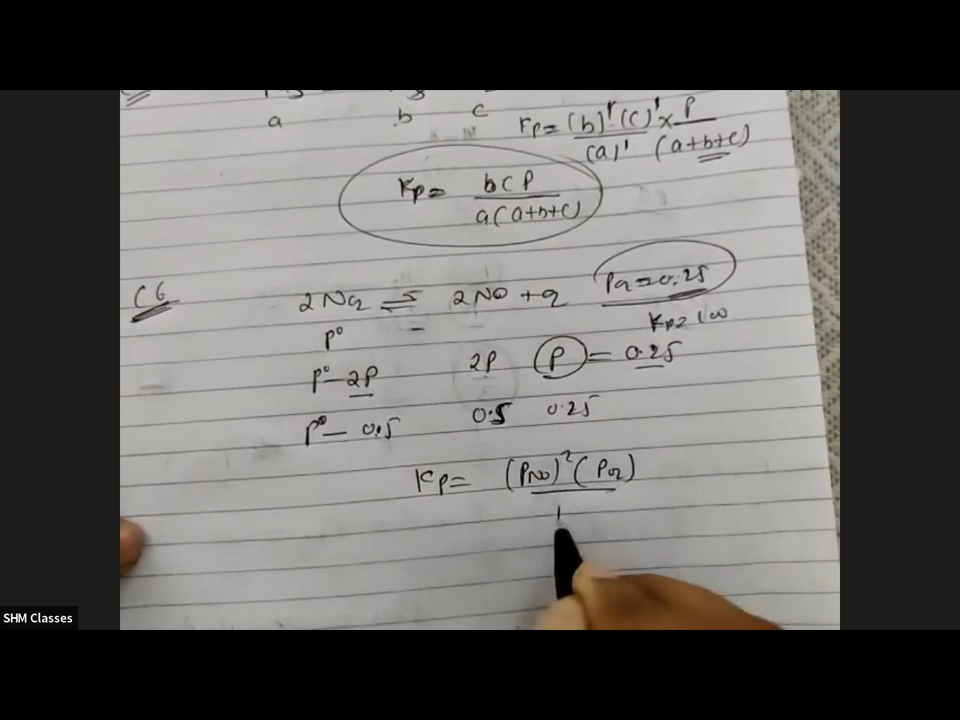 a b c
Kp= (b)¹(c)¹ × P
(a)¹ (a+b+c)
Kp= bCP
a(a+b+c)
C6 2NO2 ⇌ 2NO + O2 PO2=0.25
P° - Kp=100
P°-2P 2P P = 0.25
P°- 0.5 0.5 0.25
Kp= (PNO)²(PO2)
SHM Classes